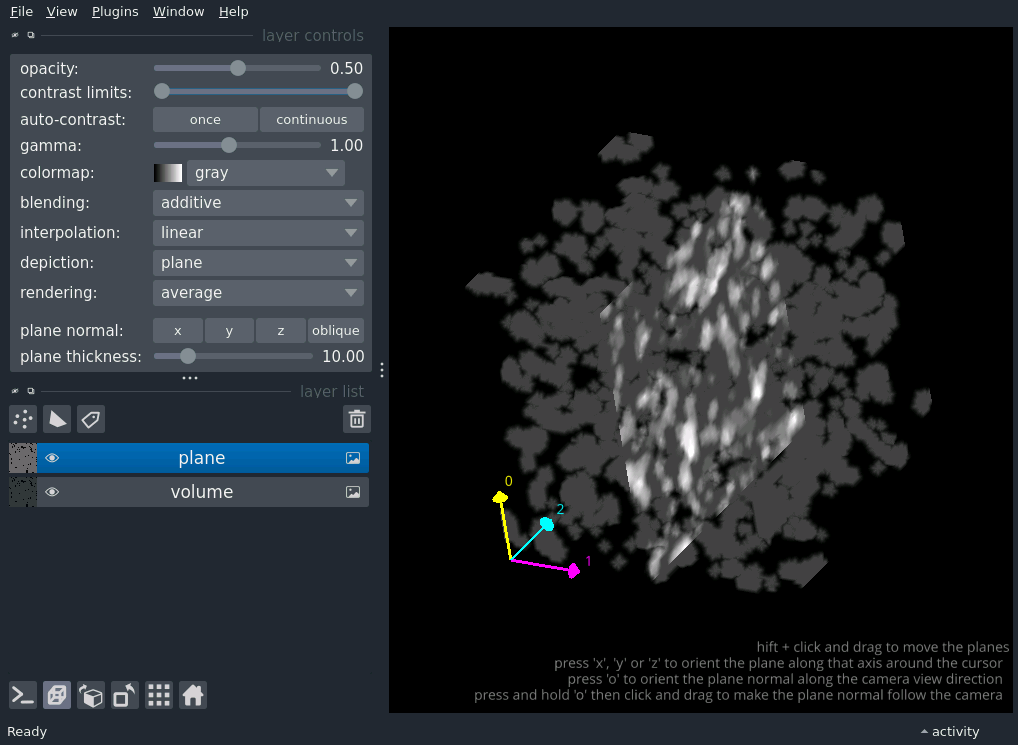 File View Plugins Window Help
layer controls
opacity: 0.50
contrast limits:
auto-contrast: once continuous
gamma: 1.00
colormap: gray
blending: additive
interpolation: linear
depiction: plane
rendering: average
plane normal: x y z oblique
plane thickness: 10.00
layer list
plane
volume
0
2
1
hift + click and drag to move the planes
press 'x', 'y' or 'z' to orient the plane along that axis around the cursor
press 'o' to orient the plane normal along the camera view direction
press and hold 'o' then click and drag to make the plane normal follow the camera
Ready activity